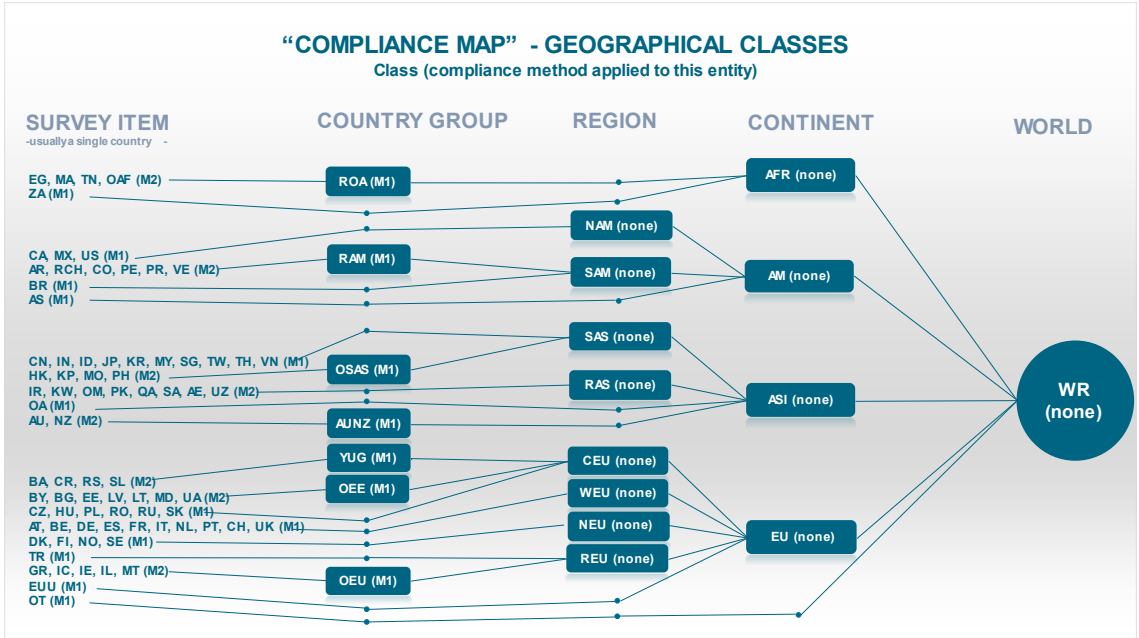 “COMPLIANCE MAP” - GEOGRAPHICAL CLASSES
Class (compliance method applied to this entity)
SURVEY ITEM
-usually a single country -
COUNTRY GROUP
REGION
CONTINENT
WORLD
EG, MA, TN, OAF (M2)
ZA (M1)
ROA (M1)
AFR (none)
CA, MX, US (M1)
AR, RCH, CO, PE, PR, VE (M2)
BR (M1)
AS (M1)
RAM (M1)
NAM (none)
SAM (none)
AM (none)
CN, IN, ID, JP, KR, MY, SG, TW, TH, VN (M1)
HK, KP, MO, PH (M2)
IR, KW, OM, PK, QA, SA, AE, UZ (M2)
OA (M1)
AU, NZ (M2)
OSAS (M1)
AUNZ (M1)
SAS (none)
RAS (none)
ASI (none)
WR
(none)
BA, CR, RS, SL (M2)
BY, BG, EE, LV, LT, MD, UA (M2)
CZ, HU, PL, RO, RU, SK (M1)
AT, BE, DE, ES, FR, IT, NL, PT, CH, UK (M1)
DK, FI, NO, SE (M1)
TR (M1)
GR, IC, IE, IL, MT (M2)
EUU (M1)
OT (M1)
YUG (M1)
OEE (M1)
OEU (M1)
CEU (none)
WEU (none)
NEU (none)
REU (none)
EU (none)